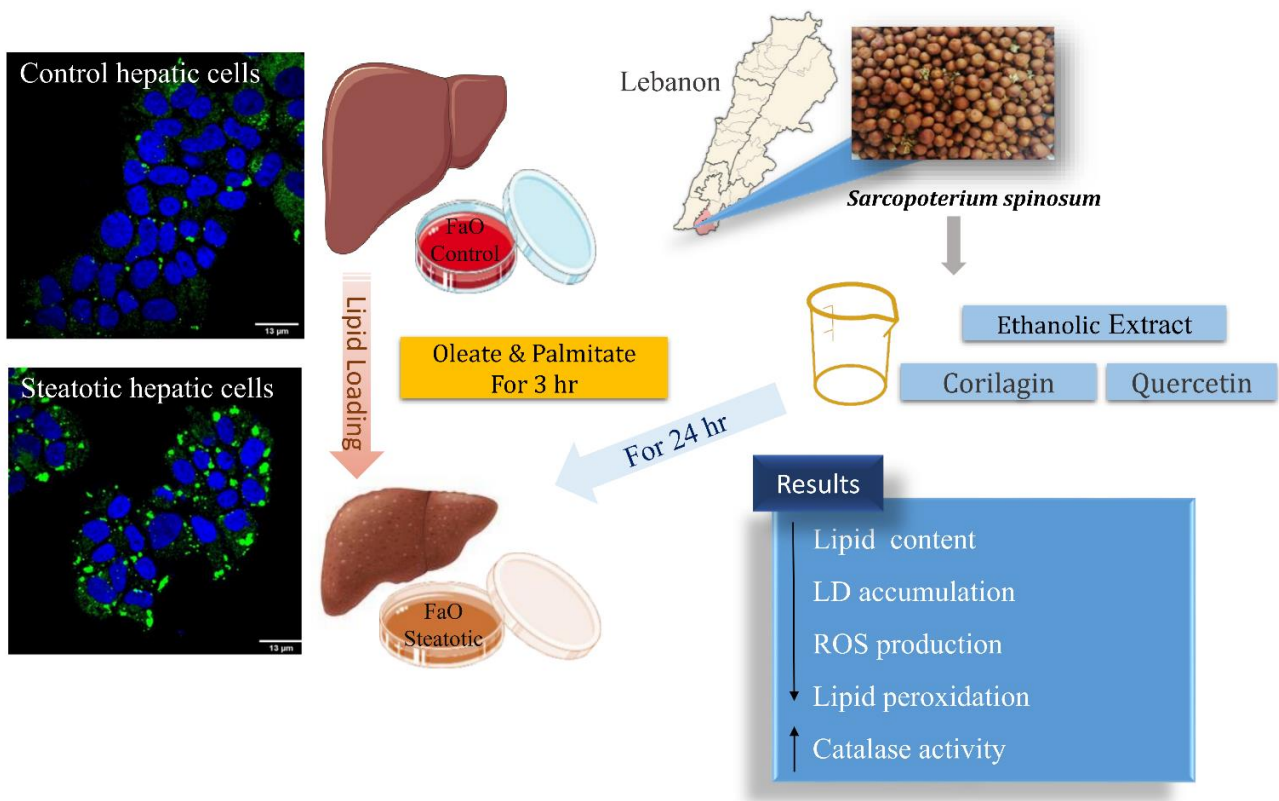 Control hepatic cells
13 µm
Steatotic hepatic cells
13 µm
FaO
Control
Lipid Loading
Oleate & Palmitate
For 3 hr
FaO
Steatotic
Lebanon
Sarcopoterium spinosum
Ethanolic Extract
Corilagin
Quercetin
For 24 hr
Results
Lipid content
LD accumulation
ROS production
Lipid peroxidation
Catalase activity